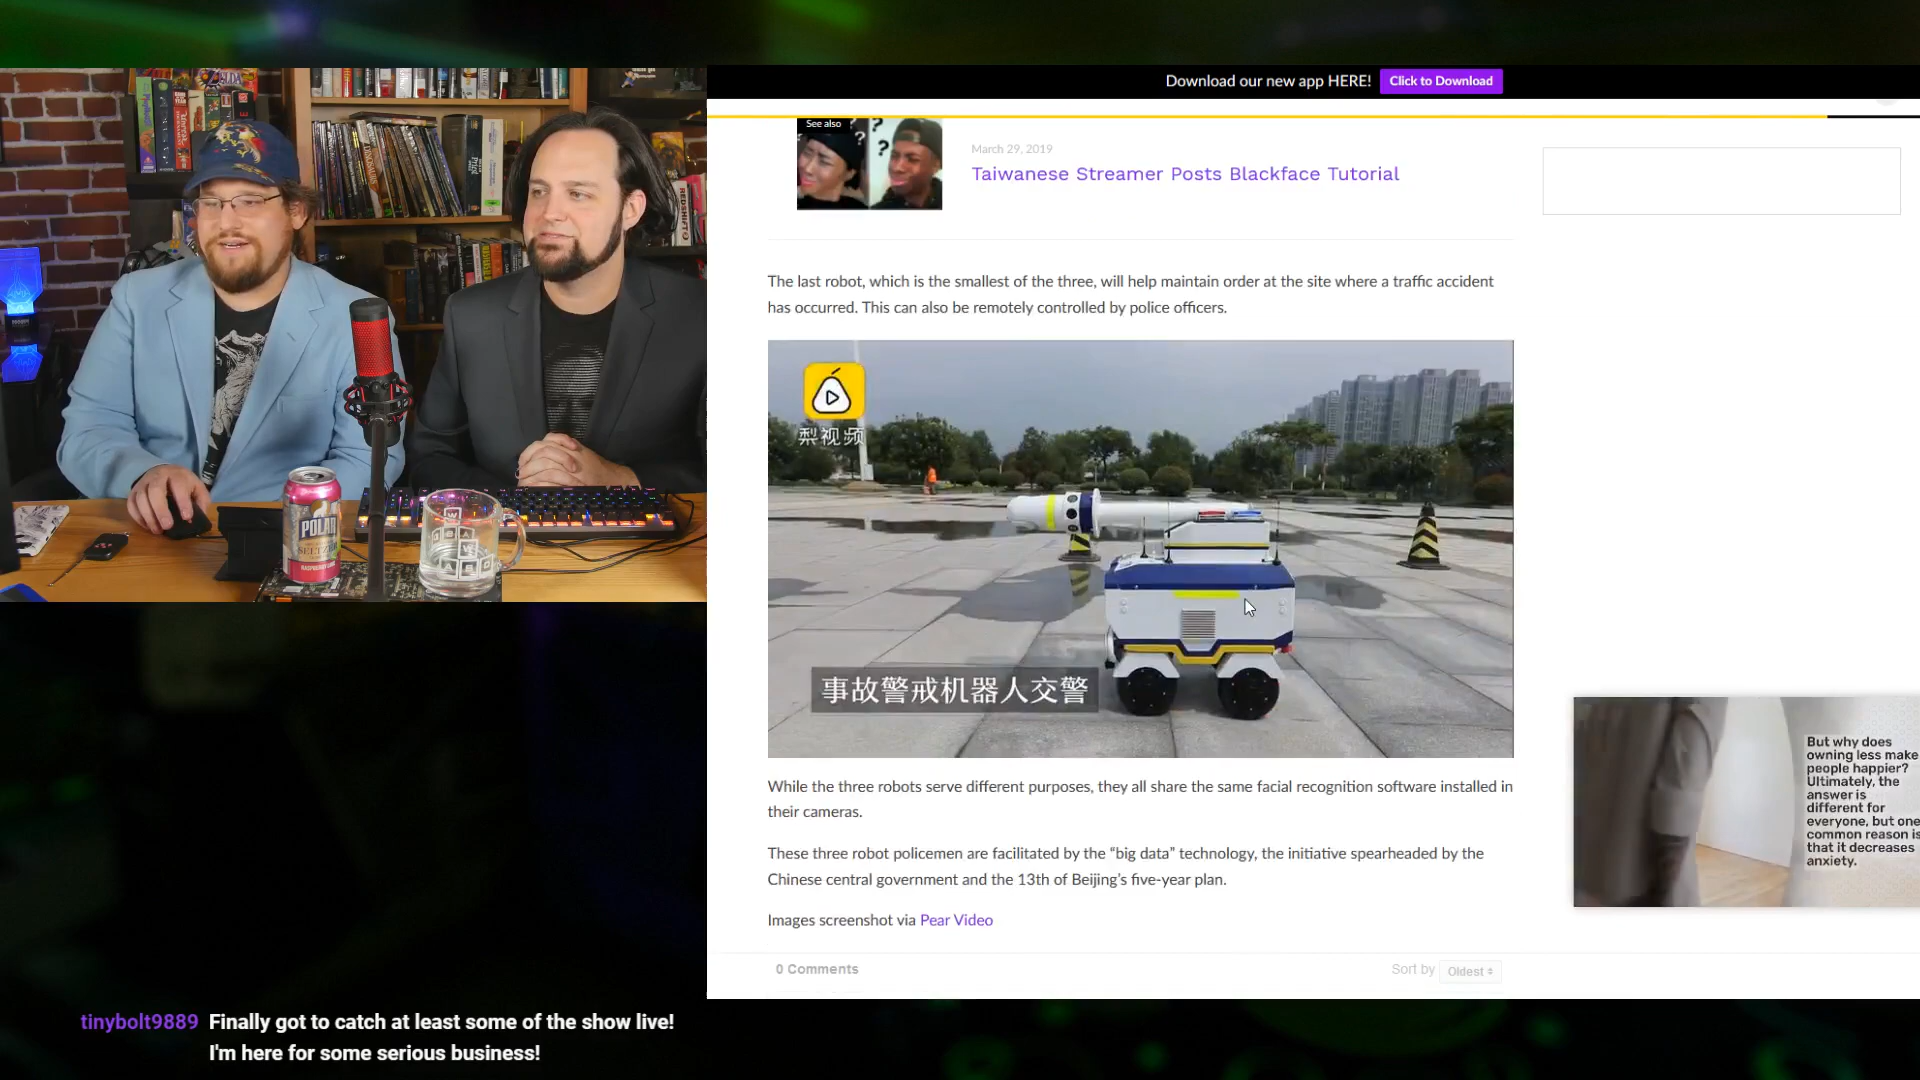 Download our new app HERE!
Click to Download
See also
March 29, 2019
Taiwanese Streamer Posts Blackface Tutorial
The last robot, which is the smallest of the three, will help maintain order at the site where a traffic accident
has occurred. This can also be remotely controlled by police officers.
梨视频
事故警戒机器人交警
But why does
owning less make
people happier?
Ultimately, the
answer is
different for
everyone, but one
common reason is
that it decreases
anxiety.
While the three robots serve different purposes, they all share the same facial recognition software installed in
their cameras.
These three robot policemen are facilitated by the “big data” technology, the initiative spearheaded by the
Chinese central government and the 13th of Beijing’s five-year plan.
Images screenshot via Pear Video
0 Comments
Sort by Oldest
ZELDA
REDSHIFT
POLAR
SELTZER
tinybolt9889 Finally got to catch at least some of the show live!
I'm here for some serious business!